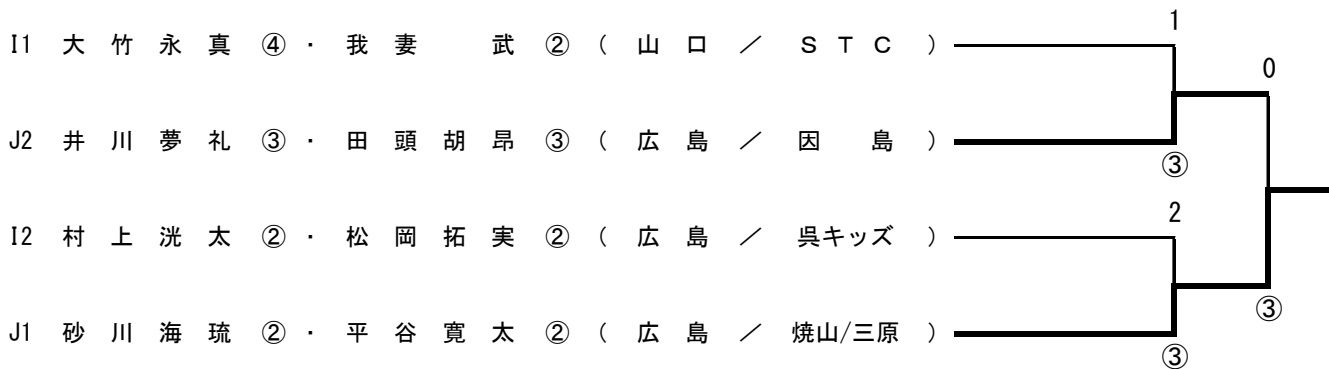 1
I1 大竹永真 ④・我妻 武 ② ( 山口 / STC )
0
J2 井川夢礼 ③・田頭胡昂 ③ ( 広島 / 因島 )
③
2
I2 村上洸太 ②・松岡拓実 ② ( 広島 / 呉キッズ )
③
J1 砂川海琉 ②・平谷寛太 ② ( 広島 / 焼山/三原 )
③